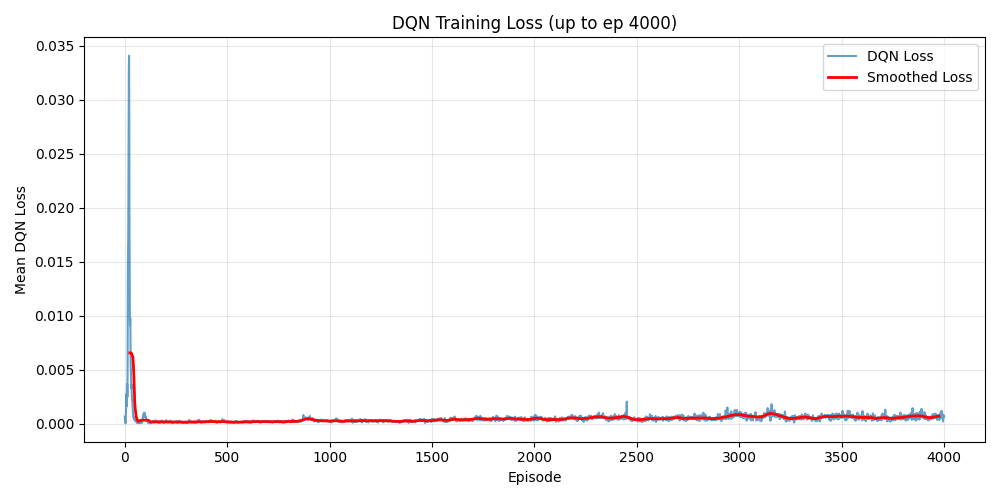 DQN Training Loss (up to ep 4000)
DQN Loss
Smoothed Loss
Mean DQN Loss
0.035
0.030
0.025
0.020
0.015
0.010
0.005
0.000
0 500 1000 1500 2000 2500 3000 3500 4000
Episode